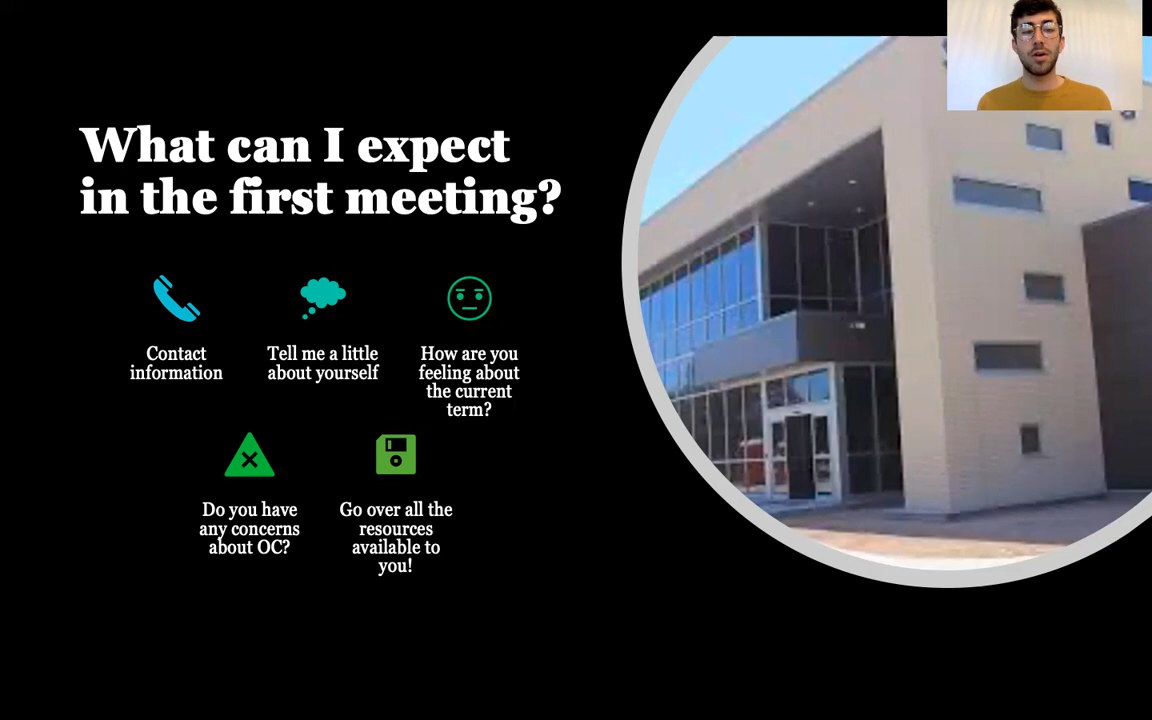 What can I expect
in the first meeting?
Contact
information
Tell me a little
about yourself
How are you
feeling about
the current
term?
Do you have
any concerns
about OC?
Go over all the
resources
available to
you!